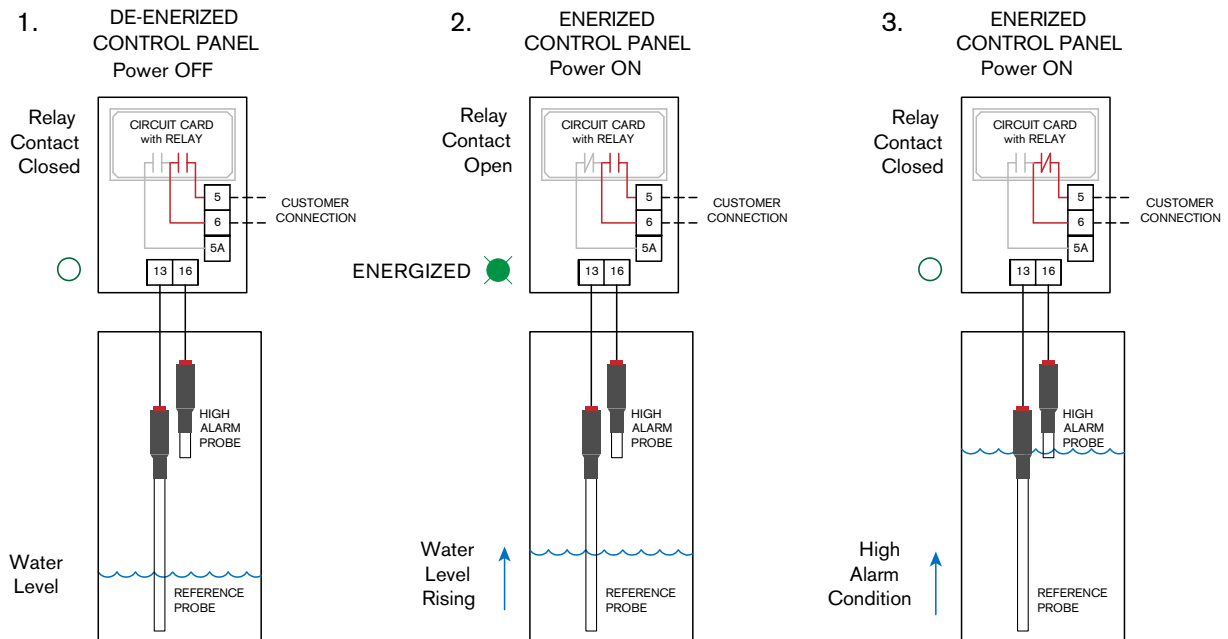 1.
DE-ENERIZED
CONTROL PANEL
Power OFF
Relay
Contact
Closed
CIRCUIT CARD
with RELAY
5
6
5A
CUSTOMER
CONNECTION
13 16
HIGH
ALARM
PROBE
Water
Level
REFERENCE
PROBE
2.
ENERIZED
CONTROL PANEL
Power ON
Relay
Contact
Open
CIRCUIT CARD
with RELAY
5
6
5A
CUSTOMER
CONNECTION
ENERGIZED
13 16
HIGH
ALARM
PROBE
Water
Level
Rising
REFERENCE
PROBE
3.
ENERIZED
CONTROL PANEL
Power ON
Relay
Contact
Closed
CIRCUIT CARD
with RELAY
5
6
5A
CUSTOMER
CONNECTION
13 16
HIGH
ALARM
PROBE
High
Alarm
Condition
REFERENCE
PROBE